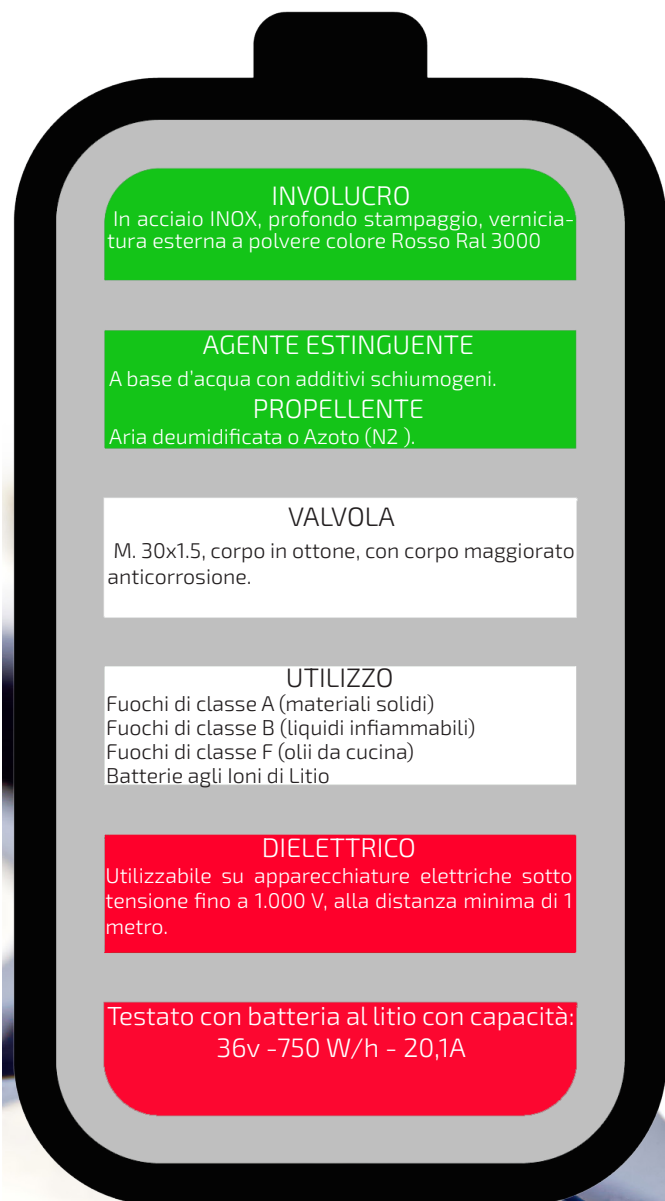 INVOLUCRO
In acciaio INOX, profondo stampaggio, vernicia-
tura esterna a polvere colore Rosso Ral 3000
AGENTE ESTINGUENTE
A base d'acqua con additivi schiumogeni.
PROPELLENTE
Aria deumidificata o Azoto (N2 ).
VALVOLA
M. 30x1.5, corpo in ottone, con corpo maggiorato
anticorrosione.
UTILIZZO
Fuochi di classe A (materiali solidi)
Fuochi di classe B (liquidi infiammabili)
Fuochi di classe F (olii da cucina)
Batterie agli Ioni di Litio
DIELETTRICO
Utilizzabile su apparecchiature elettriche sotto
tensione fino a 1.000 V, alla distanza minima di 1
metro.
Testato con batteria al litio con capacità:
36v -750 W/h - 20,1A